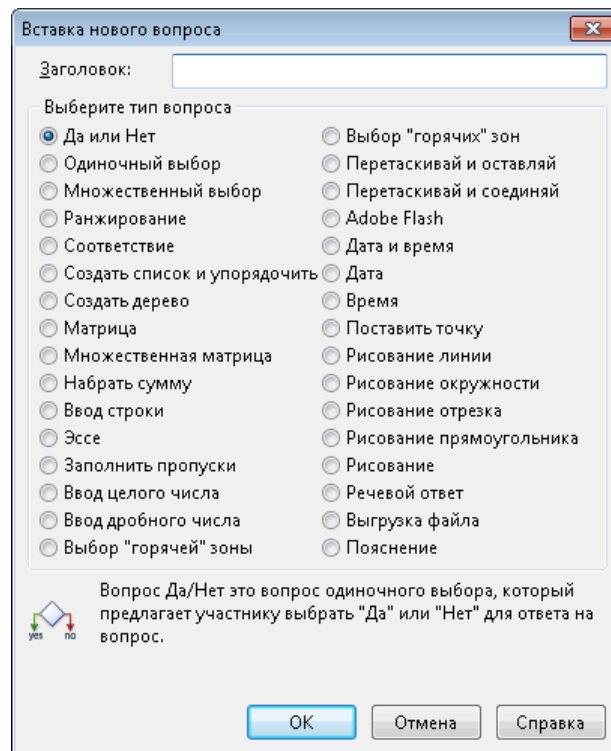 Вставка нового вопроса
Заголовок:
Выберите тип вопроса
Да или Нет
Одиночный выбор
Множественный выбор
Ранжирование
Соответствие
Создать список и упорядочить
Создать дерево
Матрица
Множественная матрица
Набрать сумму
Ввод строки
Эссе
Заполнить пропуски
Ввод целого числа
Ввод дробного числа
Выбор "горячей" зоны
Выбор "горячих" зон
Перетаскивай и оставляй
Перетаскивай и соединяй
Adobe Flash
Дата и время
Дата
Время
Поставить точку
Рисование линии
Рисование окружности
Рисование отрезка
Рисование прямоугольника
Рисование
Речевой ответ
Выгрузка файла
Пояснение
yes no
Вопрос Да/Нет это вопрос одиночного выбора, который
предлагает участнику выбрать "Да" или "Нет" для ответа на
вопрос.
OK
Отмена
Справка